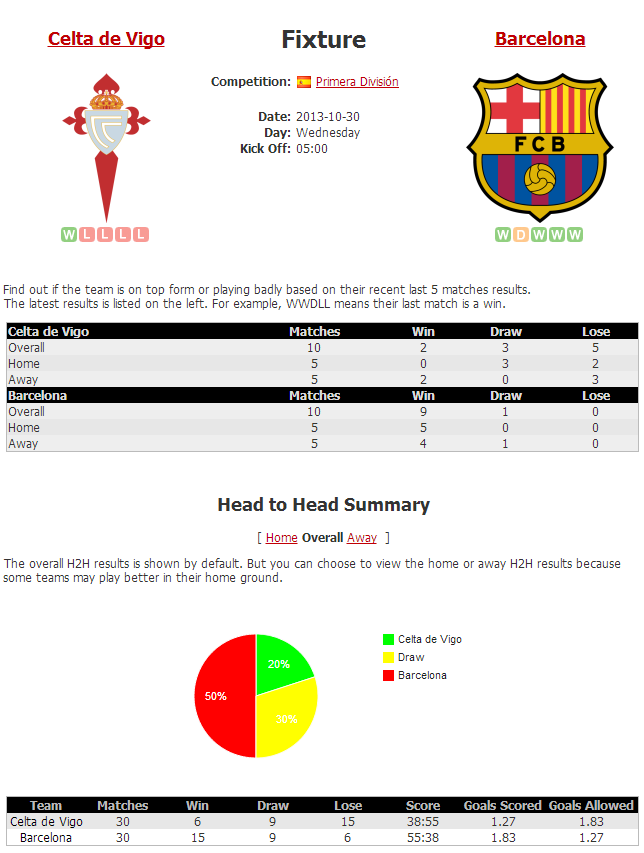 Celta de Vigo
Fixture
Barcelona
Competition: Primera División
Date: 2013-10-30
Day: Wednesday
Kick Off: 05:00
FCB
W L L L L
W D W W W
Find out if the team is on top form or playing badly based on their recent last 5 matches results.
The latest results is listed on the left. For example, WWDLL means their last match is a win.
Celta de Vigo Matches Win Draw Lose
Overall 10 2 3 5
Home 5 0 3 2
Away 5 2 0 3
Barcelona Matches Win Draw Lose
Overall 10 9 1 0
Home 5 5 0 0
Away 5 4 1 0
Head to Head Summary
[ Home Overall Away ]
The overall H2H results is shown by default. But you can choose to view the home or away H2H results because
some teams may play better in their home ground.
Celta de Vigo
Draw
Barcelona
20%
50%
30%
Team Matches Win Draw Lose Score Goals Scored Goals Allowed
Celta de Vigo 30 6 9 15 38:55 1.27 1.83
Barcelona 30 15 9 6 55:38 1.83 1.27